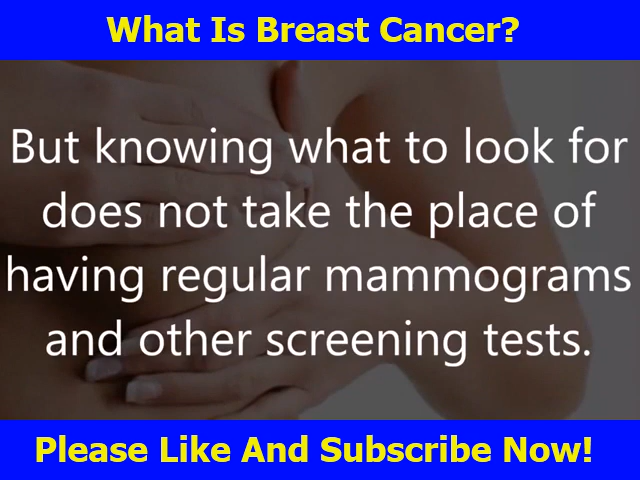 What Is Breast Cancer?
But knowing what to look for
does not take the place of
having regular mammograms
and other screening tests.
Please Like And Subscribe Now!